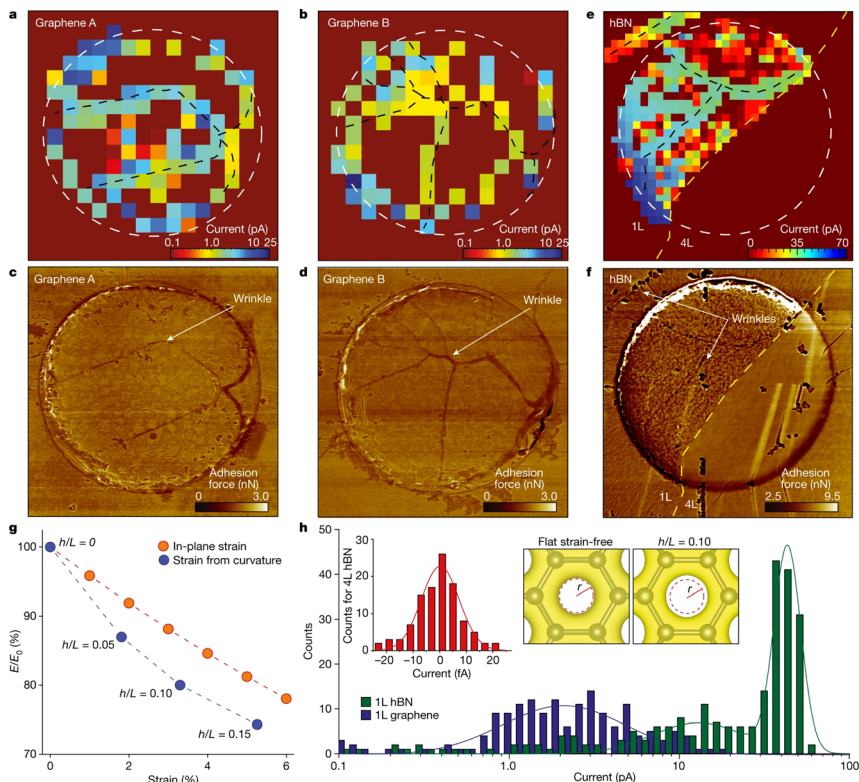 a Graphene A
Current (pA)
0.1 1.0 10 25
b Graphene B
Current (pA)
0.1 1.0 10 25
e hBN
1L
4L
Current (pA)
0 35 70
c Graphene A
Wrinkle
Adhesion
force (nN)
0 3.0
d Graphene B
Wrinkle
Adhesion
force (nN)
0 3.0
f hBN
Wrinkles
1L
4L
Adhesion
force (nN)
2.5 9.5
g
100
90
80
70
E/E0 (%)
h/L = 0
In-plane strain
Strain from curvature
h/L = 0.05
h/L = 0.10
h/L = 0.15
0 2 4 6
Strain (%)
h
50
40
30
20
10
0
Counts
30
20
10
0
Counts for 4L hBN
-20 -10 0 10 20
Current (fA)
Flat strain-free
r
h/L = 0.10
r
1L hBN
1L graphene
0.1 1.0 10 100
Current (pA)